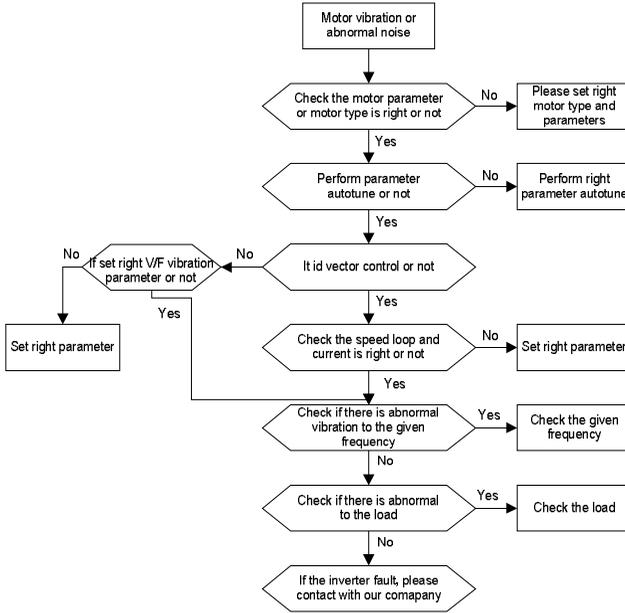 Motor vibration or
abnormal noise
Check the motor parameter
or motor type is right or not
No
Please set right
motor type and
parameters
Yes
Perform parameter
autotune or not
No
Perform right
parameter autotune
Yes
No
If set right V/F vibration
parameter or not
No
It id vector control or not
Yes
Yes
Set right parameter
Check the speed loop and
current is right or not
No
Set right parameter
Yes
Check if there is abnormal
vibration to the given
frequency
Yes
Check the given
frequency
No
Check if there is abnormal
to the load
Yes
Check the load
No
If the inverter fault, please
contact with our comapany